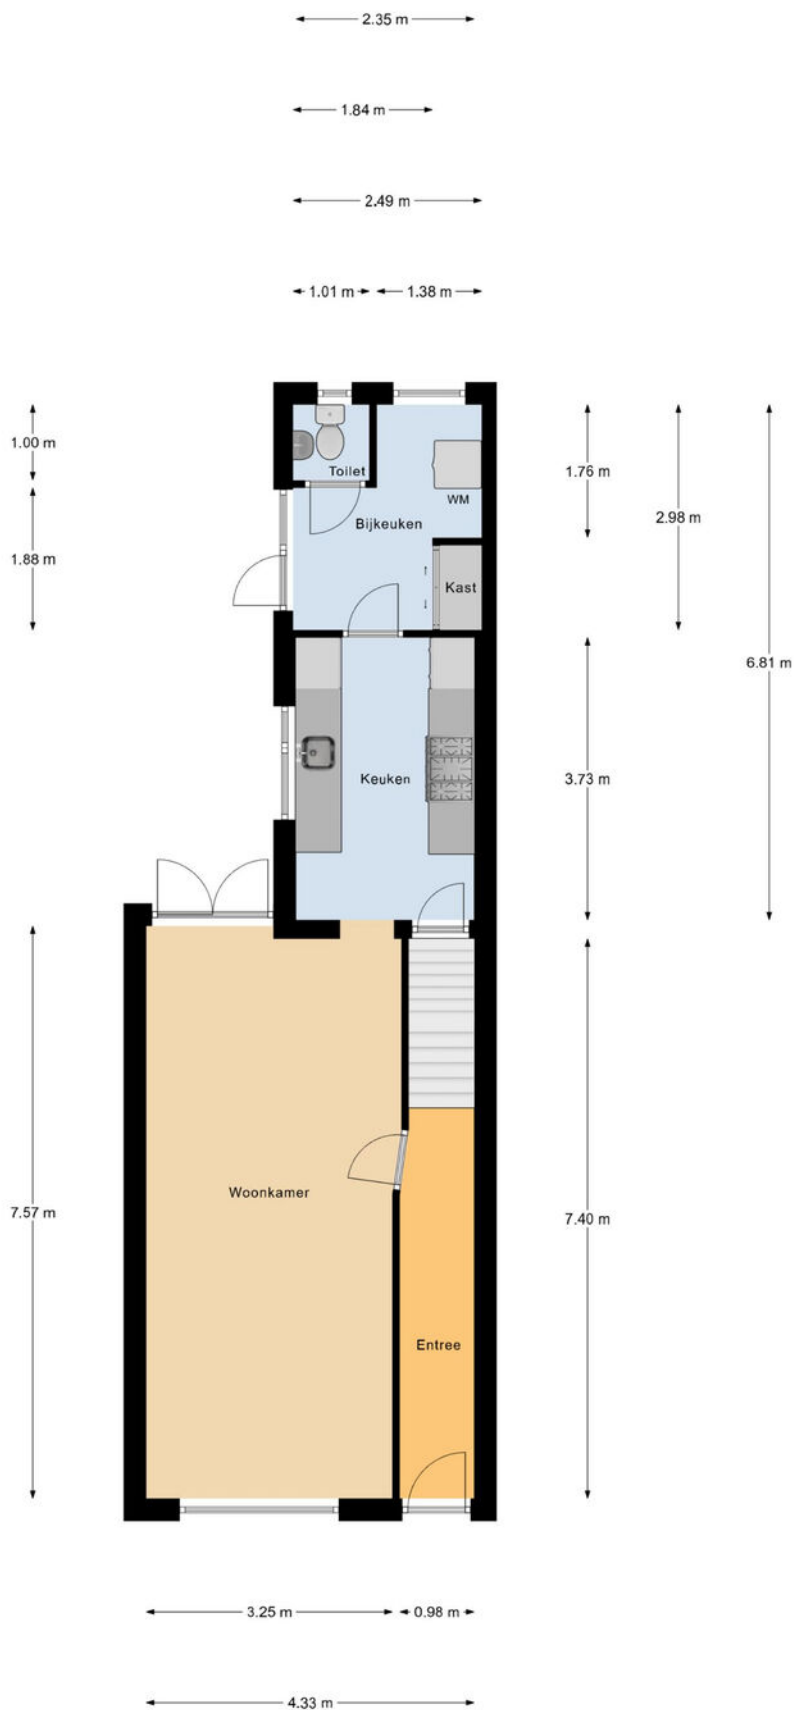 2.35 m
1.84 m
2.49 m
1.01 m
1.38 m
1.00 m
Toilet
1.76 m
WM
2.98 m
Bijkeuken
1.88 m
Kast
6.81 m
Keuken
3.73 m
Woonkamer
7.57 m
7.40 m
Entree
3.25 m
0.98 m
4.33 m